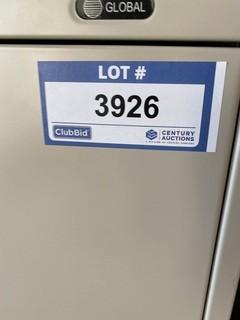 GLOBAL
LOT #
3926
ClubBid
CENTURY
AUCTIONS